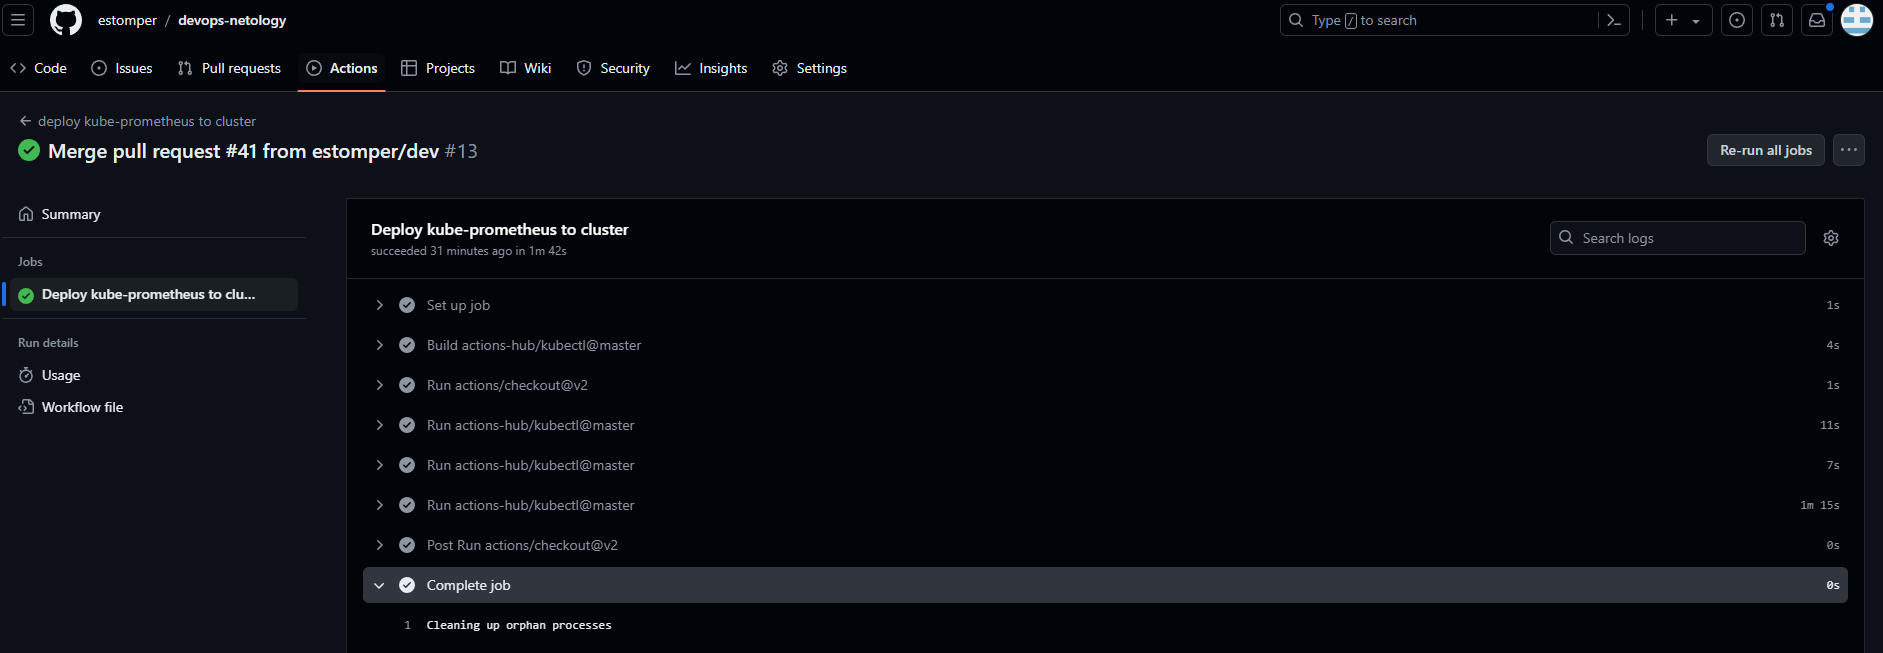 estomper / devops-netology
Type / to search
Code
Issues
Pull requests
Actions
Projects
Wiki
Security
Insights
Settings
deploy kube-prometheus to cluster
Merge pull request #41 from estomper/dev #13
Re-run all jobs
Summary
Jobs
Deploy kube-prometheus to clu...
Run details
Usage
Workflow file
Deploy kube-prometheus to cluster
succeeded 31 minutes ago in 1m 42s
Search logs
Set up job 1s
Build actions-hub/kubectl@master 4s
Run actions/checkout@v2 1s
Run actions-hub/kubectl@master 11s
Run actions-hub/kubectl@master 7s
Run actions-hub/kubectl@master 1m 15s
Post Run actions/checkout@v2 0s
Complete job 0s
1 Cleaning up orphan processes